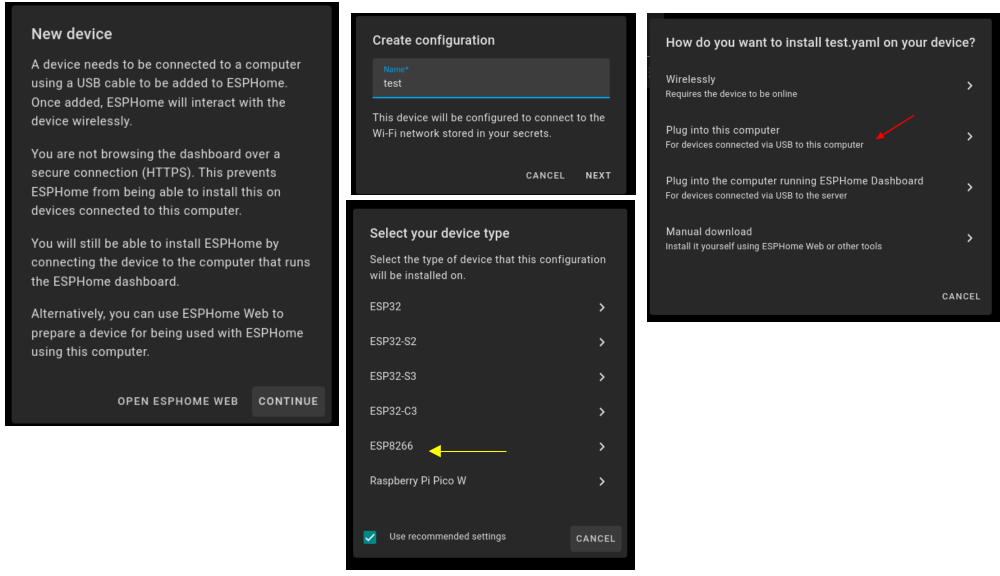 New device
A device needs to be connected to a computer
using a USB cable to be added to ESPHome.
Once added, ESPHome will interact with the
device wirelessly.
You are not browsing the dashboard over a
secure connection (HTTPS). This prevents
ESPHome from being able to install this on
devices connected to this computer.
You will still be able to install ESPHome by
connecting the device to the computer that runs
the ESPHome dashboard.
Alternatively, you can use ESPHome Web to
prepare a device for being used with ESPHome
using this computer.
OPEN ESPHOME WEB CONTINUE
Create configuration
Name*
test
This device will be configured to connect to the
Wi-Fi network stored in your secrets.
CANCEL NEXT
Select your device type
Select the type of device that this configuration
will be installed on.
ESP32
ESP32-S2
ESP32-S3
ESP32-C3
ESP8266
Raspberry Pi Pico W
Use recommended settings
CANCEL
How do you want to install test.yaml on your device?
Wirelessly
Requires the device to be online
Plug into this computer
For devices connected via USB to this computer
Plug into the computer running ESPHome Dashboard
For devices connected via USB to the server
Manual download
Install it yourself using ESPHome Web or other tools
CANCEL